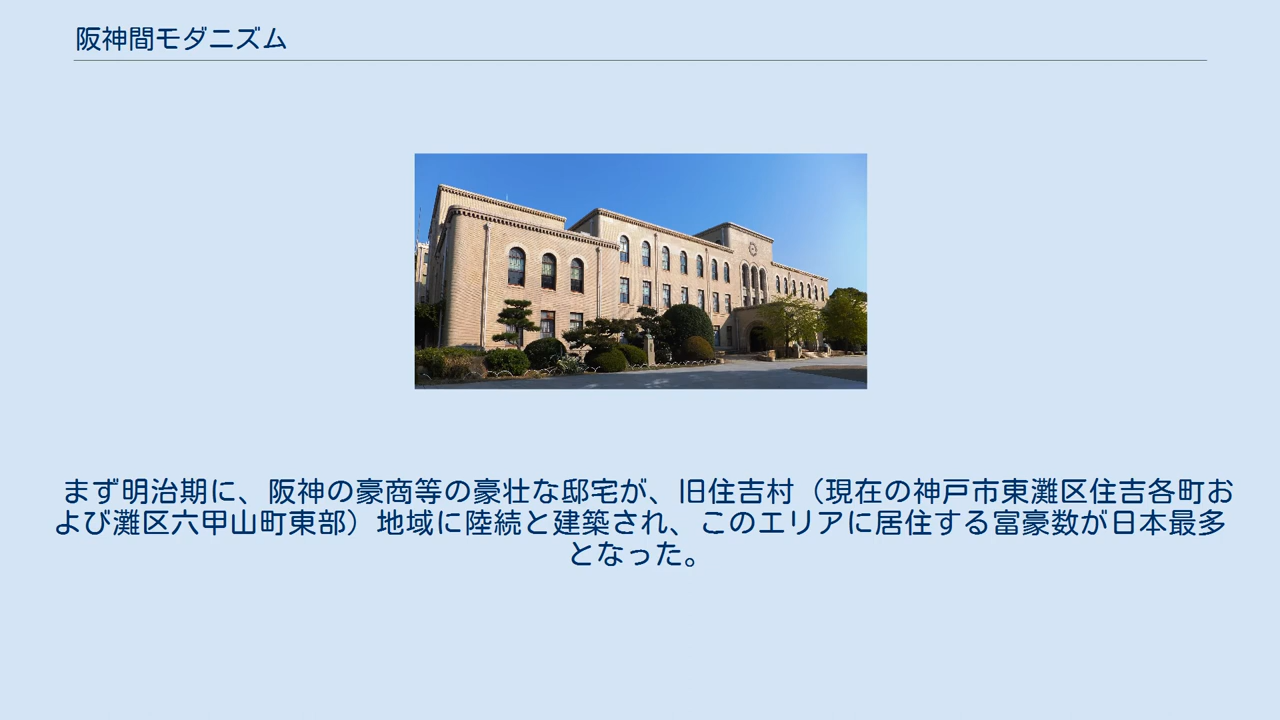 阪神間モダニズム
まず明治期に、阪神の豪商等の豪壮な邸宅が、旧住吉村（現在の神戸市東灘区住吉各町お
よび灘区六甲山町東部）地域に陸続と建築され、このエリアに居住する富豪数が日本最多
となった。